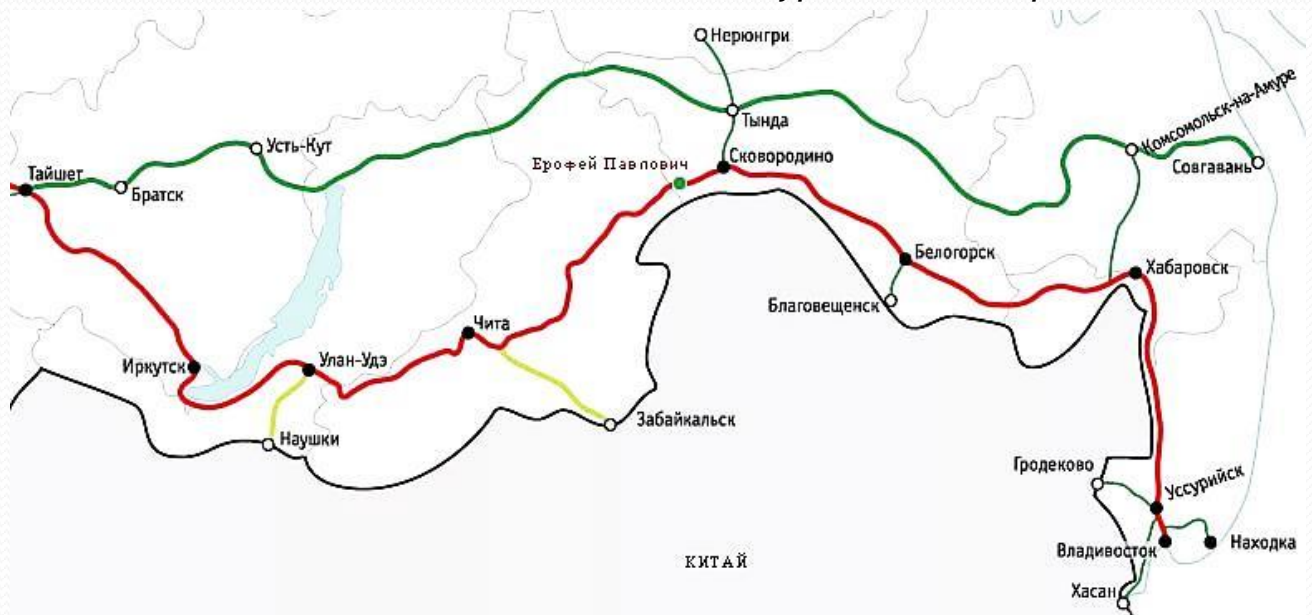 Нерюнгри
Тында
Комсомольск-на-Амуре
Усть-Кут
Ерофей Павлович
Сковородино
Совгавань
Тайшет
Братск
Белогорск
Хабаровск
Благовещенск
Чита
Иркутск
Улан-Удэ
Забайкальск
Наушки
Гродеково
Уссурийск
Владивосток
Находка
КИТАЙ
Хасан